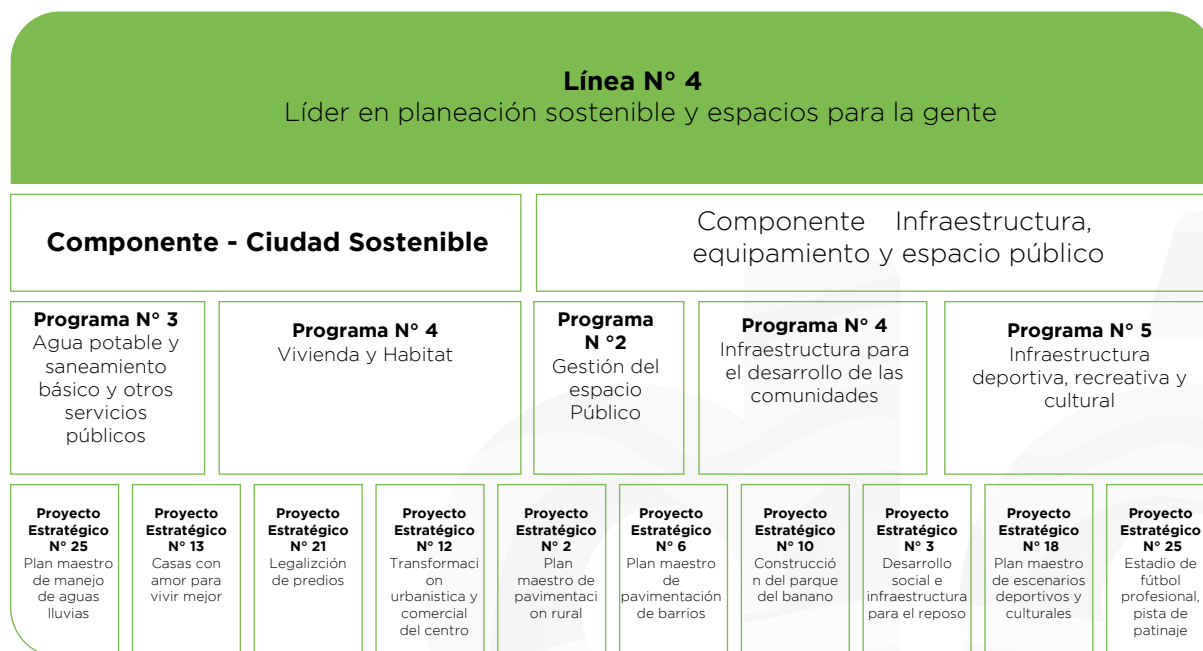 Línea N° 4
Líder en planeación sostenible y espacios para la gente
Componente - Ciudad Sostenible
Componente Infraestructura,
equipamiento y espacio público
Programa N° 3
Agua potable y
saneamiento
básico y otros
servicios
públicos
Programa N° 4
Vivienda y Habitat
Programa
N °2
Gestión del
espacio
Público
Programa N° 4
Infraestructura para
el desarrollo de las
comunidades
Programa N° 5
Infraestructura
deportiva, recreativa y
cultural
Proyecto
Estratégico
N° 25
Plan maestro
de manejo
de aguas
lluvias
Proyecto
Estratégico
N° 13
Casas con
amor para
vivir mejor
Proyecto
Estratégico
N° 21
Legalizción
de predios
Proyecto
Estratégico
N° 12
Transformaci
on
urbanistica y
comercial
del centro
Proyecto
Estratégico
N° 2
Plan
maestro de
pavimentaci
on rural
Proyecto
Estratégico
N° 6
Plan maestro
de
pavimentación
de barrios
Proyecto
Estratégico
N° 10
Construcció
n del parque
del banano
Proyecto
Estratégico
N° 3
Desarrollo
social e
infraestructura
para el reposo
Proyecto
Estratégico
N° 18
Plan maestro
de escenarios
deportivos y
culturales
Proyecto
Estratégico
N° 25
Estadio de
fútbol
profesional,
pista de
patinaje